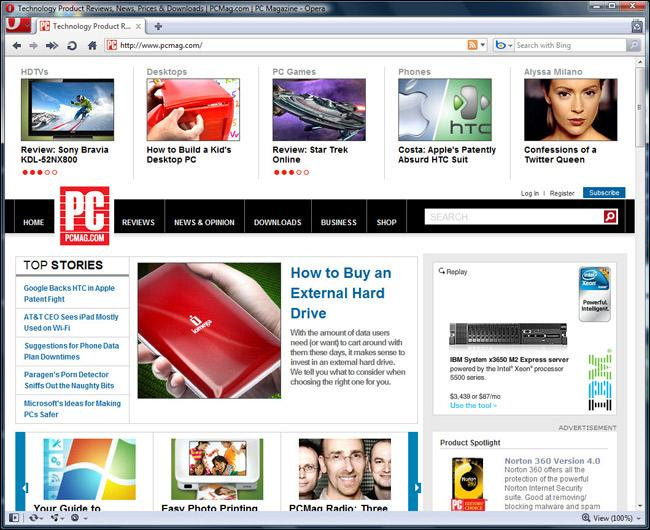 Technology Product Reviews, News, Prices & Downloads | PCMag.com | PC Magazine - Opera
Technology Product R...
http://www.pcmag.com/
Search with Bing
HDTVs
Desktops
PC Games
Phones
Alyssa Milano
hTC
Review: Sony Bravia
KDL-52NX800
How to Build a Kid's
Desktop PC
Review: Star Trek
Online
Costa: Apple's Patently
Absurd HTC Suit
Confessions of a
Twitter Queen
Log In | Register
Subscribe
PC
PCMAG.COM
HOME
REVIEWS
NEWS & OPINION
DOWNLOADS
BUSINESS
SHOP
SEARCH
TOP STORIES
Google Backs HTC in Apple
Patent Fight
AT&T CEO Sees iPad Mostly
Used on Wi-Fi
Suggestions for Phone Data
Plan Downtimes
Paragen's Porn Detector
Sniffs Out the Naughty Bits
Microsoft's Ideas for Making
PCs Safer
iomega
How to Buy an
External Hard
Drive
With the amount of data users
need (or want) to cart around with
them these days, it makes sense to
invest in an external hard drive.
We tell you what to consider when
choosing the right one for you.
Replay
intel
Xeon
Powerful.
Intelligent.
IBM System x3650 M2 Express server
powered by the Intel® Xeon® processor
5500 series.
$3,439 or $87/mo
Use the tool »
IBM
ADVERTISEMENT
Product Spotlight
Norton 360 Version 4.0
Norton 360 offers all the
protection of the powerful
Norton Internet Security
suite. Good at removing/
blocking malware and spam
Your Guide to
Easy Photo Printing
PCMag Radio: Three
View (100%)